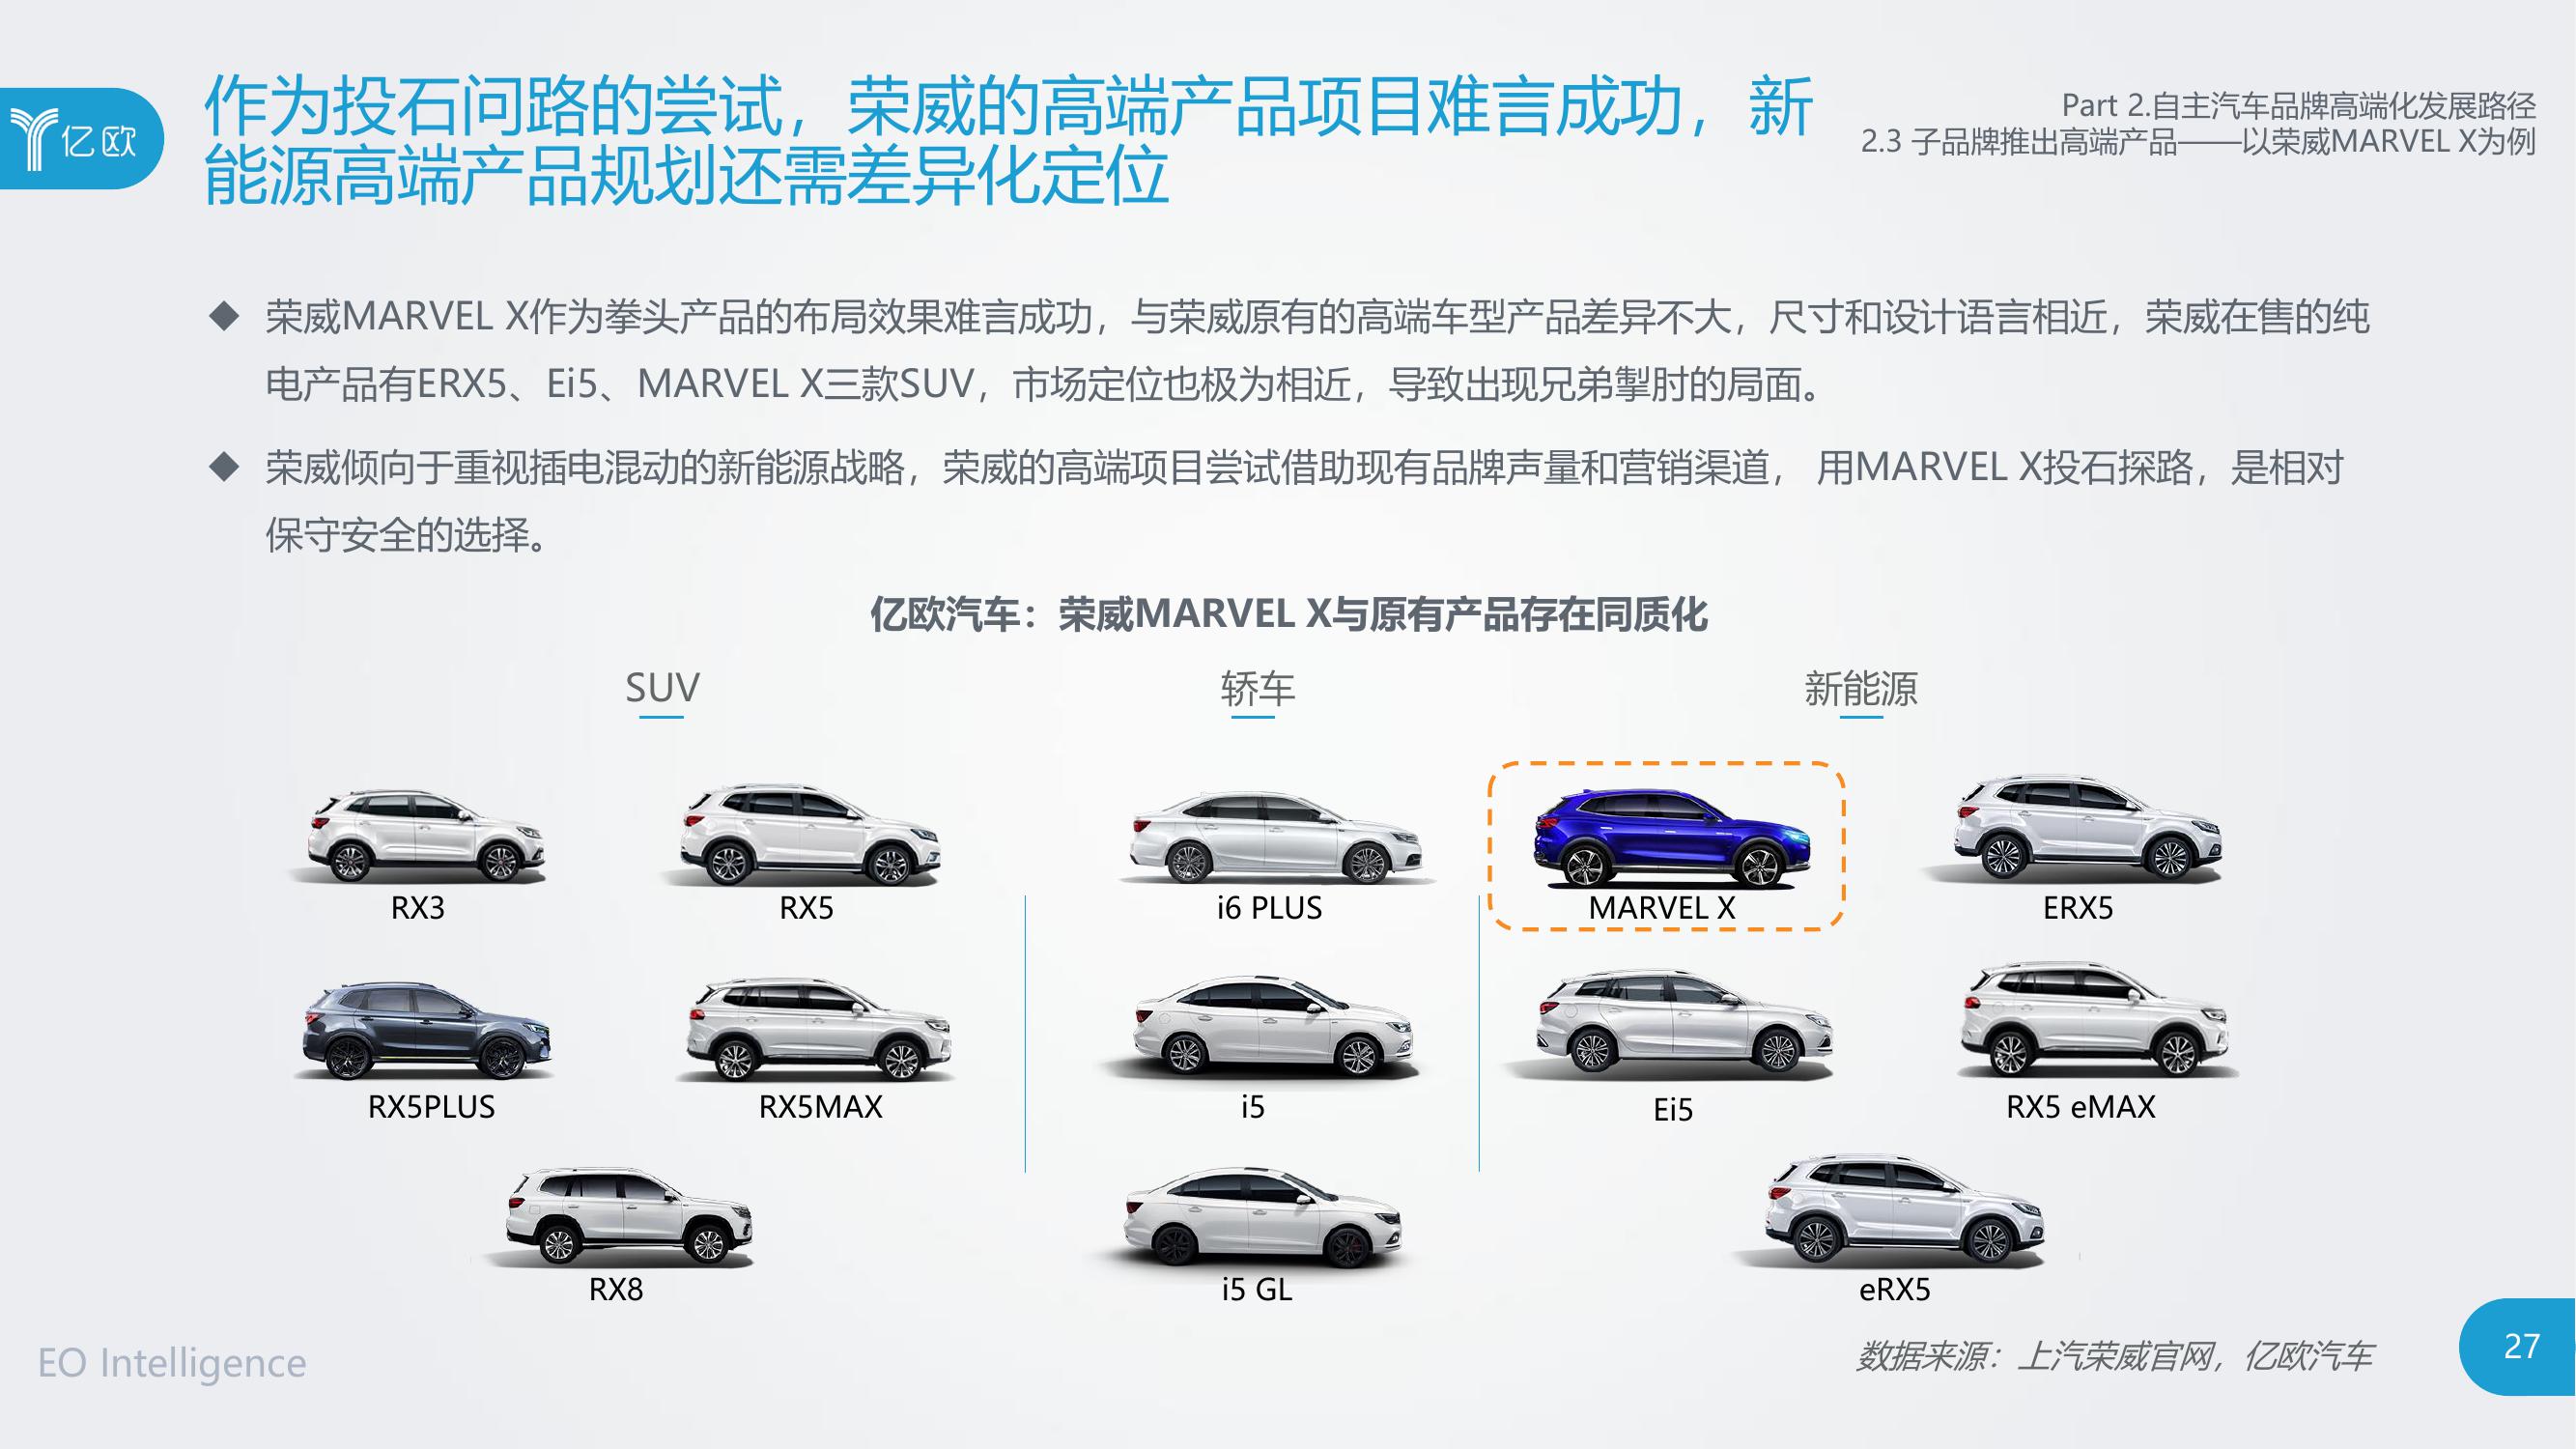 亿欧
作为投石问路的尝试，荣威的高端产品项目难言成功，新
能源高端产品规划还需差异化定位
Part 2.自主汽车品牌高端化发展路径
2.3 子品牌推出高端产品——以荣威MARVEL X为例
◆ 荣威MARVEL X作为拳头产品的布局效果难言成功，与荣威原有的高端车型产品差异不大，尺寸和设计语言相近，荣威在售的纯
电产品有ERX5、Ei5、MARVEL X三款SUV，市场定位也极为相近，导致出现兄弟掣肘的局面。
◆ 荣威倾向于重视插电混动的新能源战略，荣威的高端项目尝试借助现有品牌声量和营销渠道， 用MARVEL X投石探路，是相对
保守安全的选择。
亿欧汽车：荣威MARVEL X与原有产品存在同质化
SUV
轿车
新能源
RX3
RX5
i6 PLUS
MARVEL X
ERX5
RX5PLUS
RX5MAX
i5
Ei5
RX5 eMAX
RX8
i5 GL
eRX5
EO Intelligence
数据来源：上汽荣威官网，亿欧汽车
27